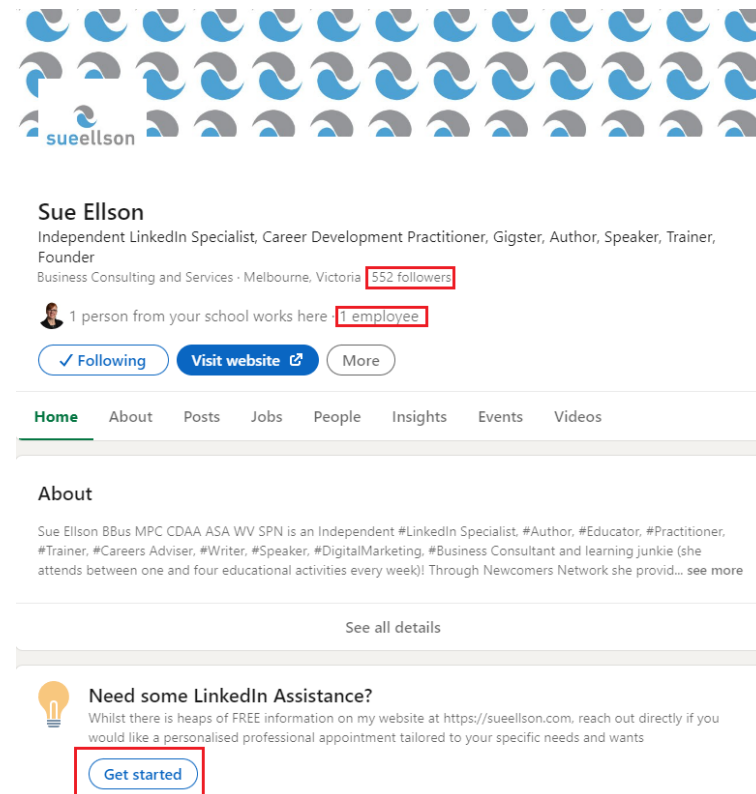 sueellson
Sue Ellson
Independent LinkedIn Specialist, Career Development Practitioner, Gigster, Author, Speaker, Trainer,
Founder
Business Consulting and Services · Melbourne, Victoria 552 followers
1 person from your school works here · 1 employee
✓ Following Visit website More
Home About Posts Jobs People Insights Events Videos
About
Sue Ellson BBus MPC CDAA ASA WV SPN is an Independent #LinkedIn Specialist, #Author, #Educator, #Practitioner,
#Trainer, #Careers Adviser, #Writer, #Speaker, #DigitalMarketing, #Business Consultant and learning junkie (she
attends between one and four educational activities every week)! Through Newcomers Network she provid... see more
See all details
Need some LinkedIn Assistance?
Whilst there is heaps of FREE information on my website at https://sueellson.com, reach out directly if you
would like a personalised professional appointment tailored to your specific needs and wants
Get started